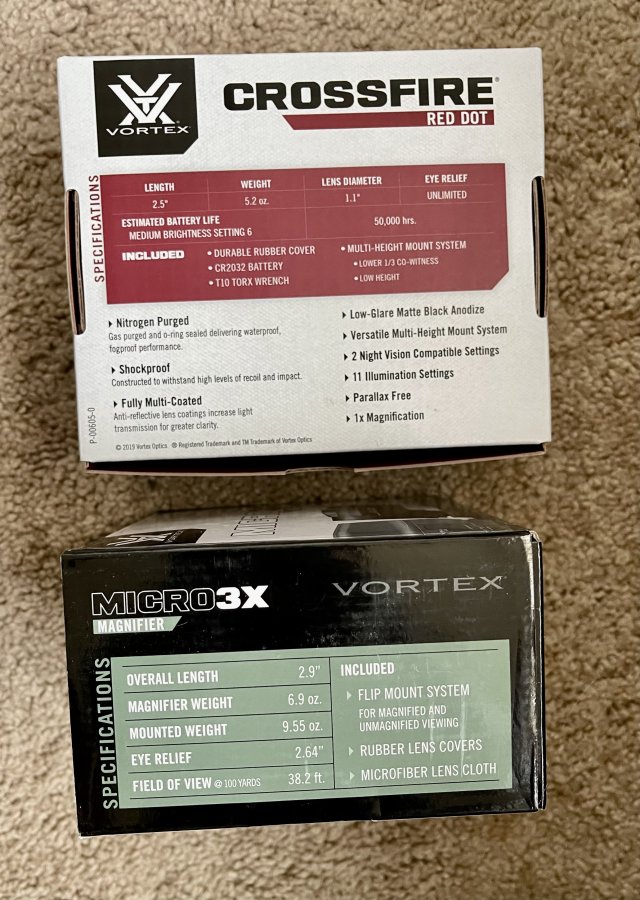 VORTEX
CROSSFIRE®
RED DOT
SPECIFICATIONS
LENGTH WEIGHT LENS DIAMETER EYE RELIEF
2.5" 5.2 oz. 1.1" UNLIMITED
ESTIMATED BATTERY LIFE
MEDIUM BRIGHTNESS SETTING 6
50,000 hrs.
INCLUDED
• DURABLE RUBBER COVER
• CR2032 BATTERY
• T10 TORX WRENCH
• MULTI-HEIGHT MOUNT SYSTEM
• LOWER 1/3 CO-WITNESS
• LOW HEIGHT
Nitrogen Purged
Gas purged and o-ring sealed delivering waterproof,
fogproof performance.
Shockproof
Constructed to withstand high levels of recoil and impact.
Fully Multi-Coated
Anti-reflective lens coatings increase light
transmission for greater clarity.
Low-Glare Matte Black Anodize
Versatile Multi-Height Mount System
2 Night Vision Compatible Settings
11 Illumination Settings
Parallax Free
1x Magnification
P-00605-0
© 2019 Vortex Optics ® Registered Trademark and TM Trademark of Vortex Optics
MICRO3X
MAGNIFIER
VORTEX
SPECIFICATIONS
OVERALL LENGTH 2.9"
MAGNIFIER WEIGHT 6.9 oz.
MOUNTED WEIGHT 9.55 oz.
EYE RELIEF 2.64"
FIELD OF VIEW @ 100 YARDS 38.2 ft.
INCLUDED
FLIP MOUNT SYSTEM
FOR MAGNIFIED AND
UNMAGNIFIED VIEWING
RUBBER LENS COVERS
MICROFIBER LENS CLOTH